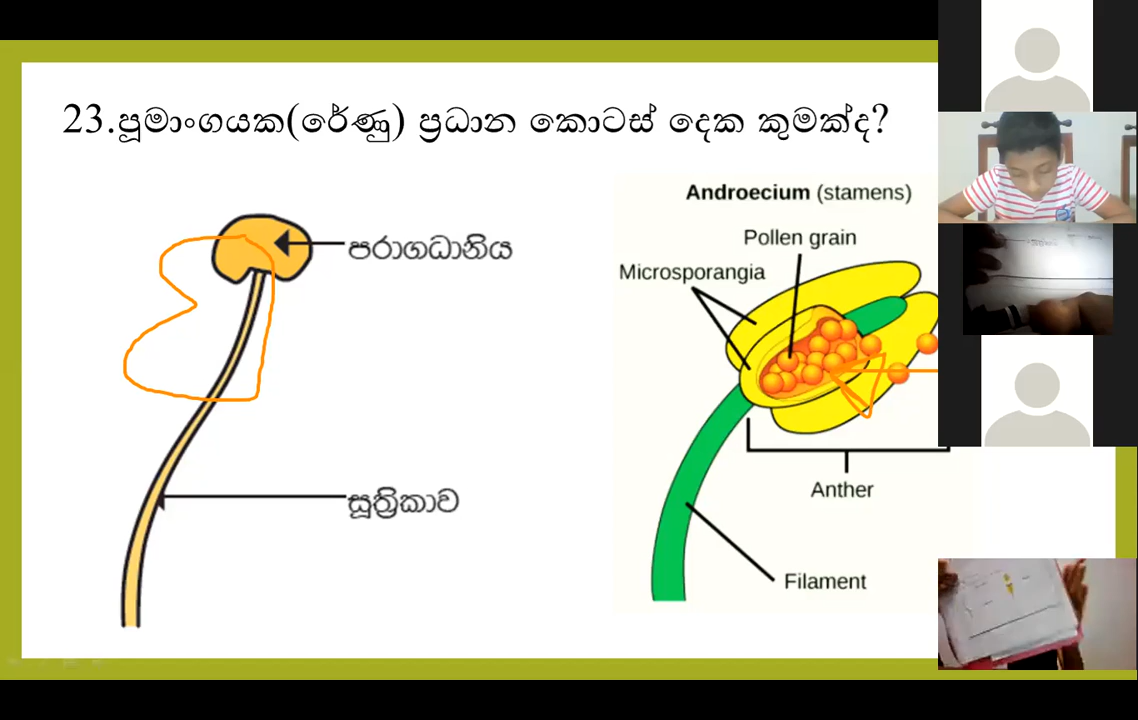 23.පුමාංගයක(රේණු) ප්‍රධාන කොටස් දෙක කුමක්ද?
පරාගධානිය
සූත්‍රිකාව
Androecium (stamens)
Pollen grain
Microsporangia
Anther
Filament